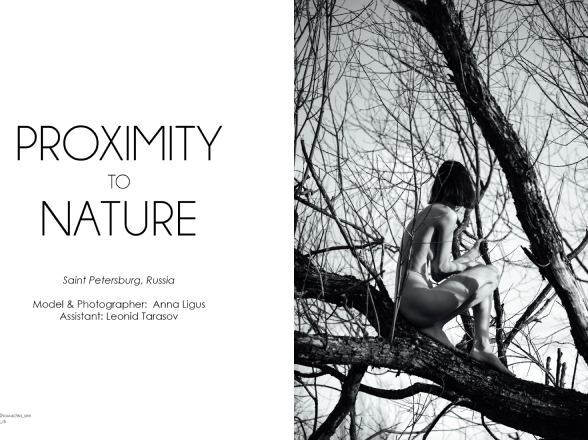 PROXIMITY
TO
NATURE
Saint Petersburg, Russia
Model & Photographer: Anna Ligus
Assistant: Leonid Tarasov